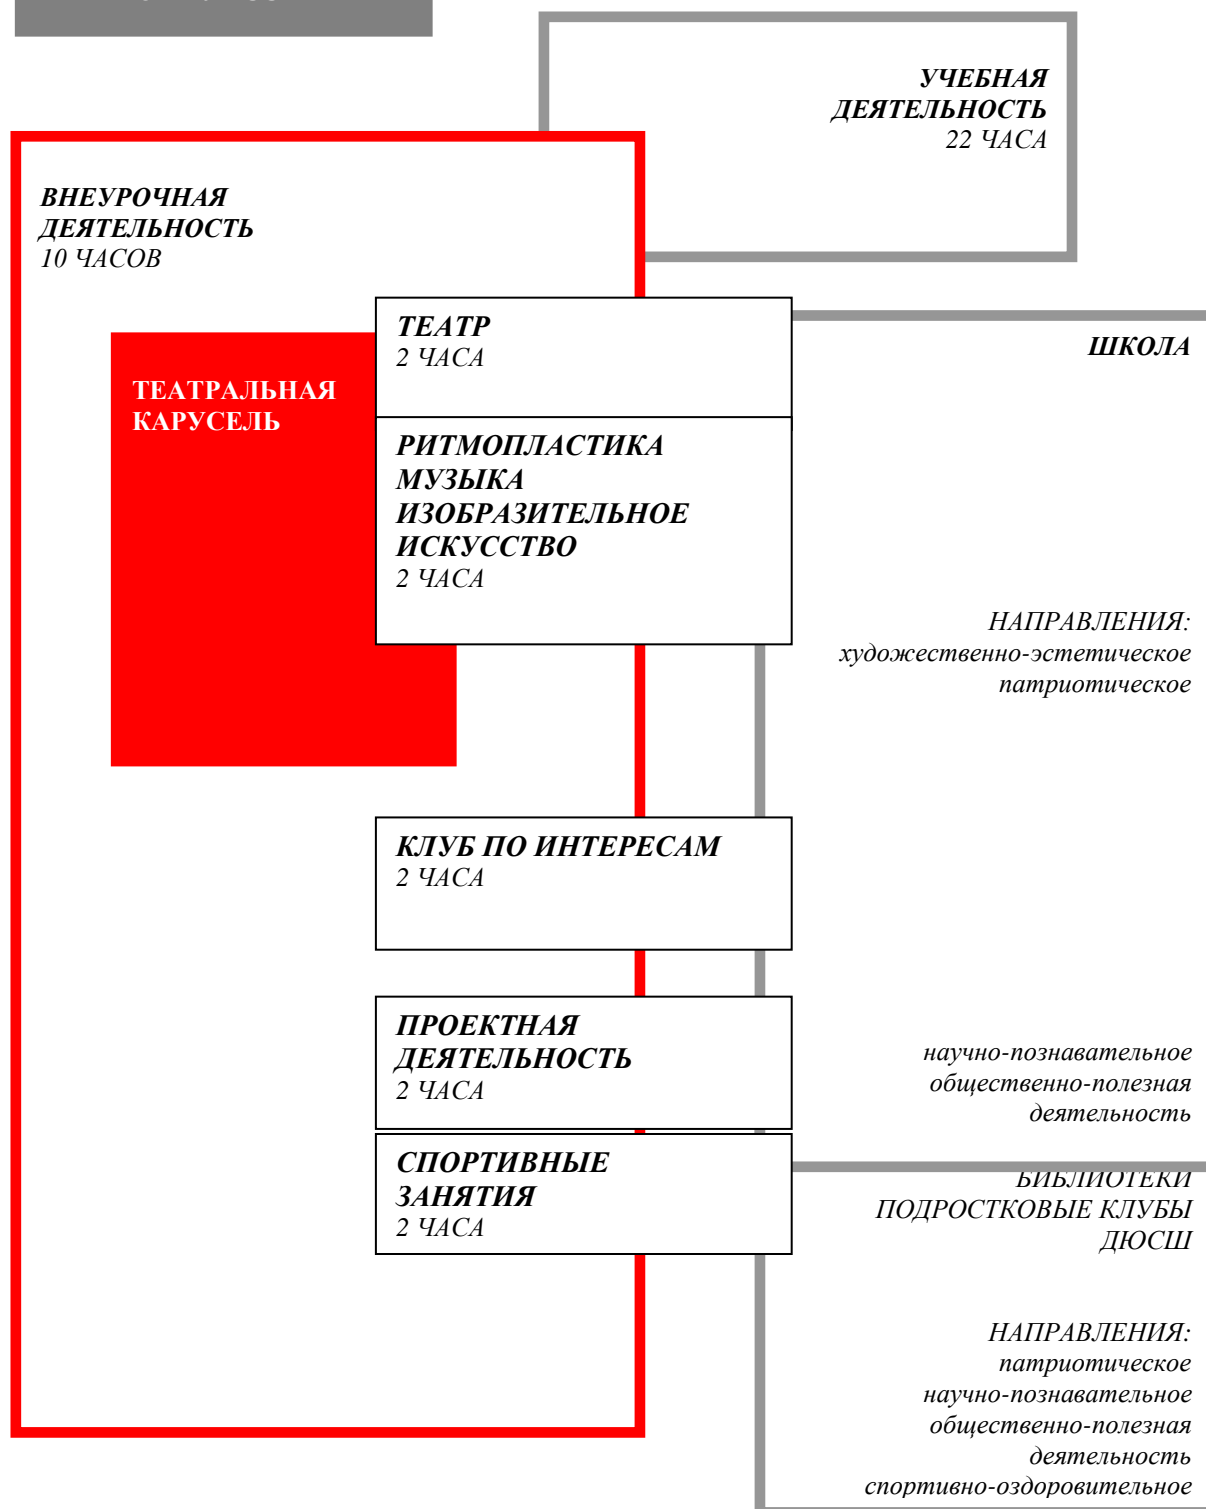 УЧЕБНАЯ
ДЕЯТЕЛЬНОСТЬ
22 ЧАСА
ВНЕУРОЧНАЯ
ДЕЯТЕЛЬНОСТЬ
10 ЧАСОВ
ТЕАТР
2 ЧАСА
ШКОЛА
ТЕАТРАЛЬНАЯ
КАРУСЕЛЬ
РИТМОПЛАСТИКА
МУЗЫКА
ИЗОБРАЗИТЕЛЬНОЕ
ИСКУССТВО
2 ЧАСА
НАПРАВЛЕНИЯ:
художественно-эстетическое
патриотическое
КЛУБ ПО ИНТЕРЕСАМ
2 ЧАСА
ПРОЕКТНАЯ
ДЕЯТЕЛЬНОСТЬ
2 ЧАСА
научно-познавательное
общественно-полезная
деятельность
СПОРТИВНЫЕ
ЗАНЯТИЯ
2 ЧАСА
БИБЛИОТЕКИ
ПОДРОСТКОВЫЕ КЛУБЫ
ДЮСШ
НАПРАВЛЕНИЯ:
патриотическое
научно-познавательное
общественно-полезная
деятельность
спортивно-оздоровительное